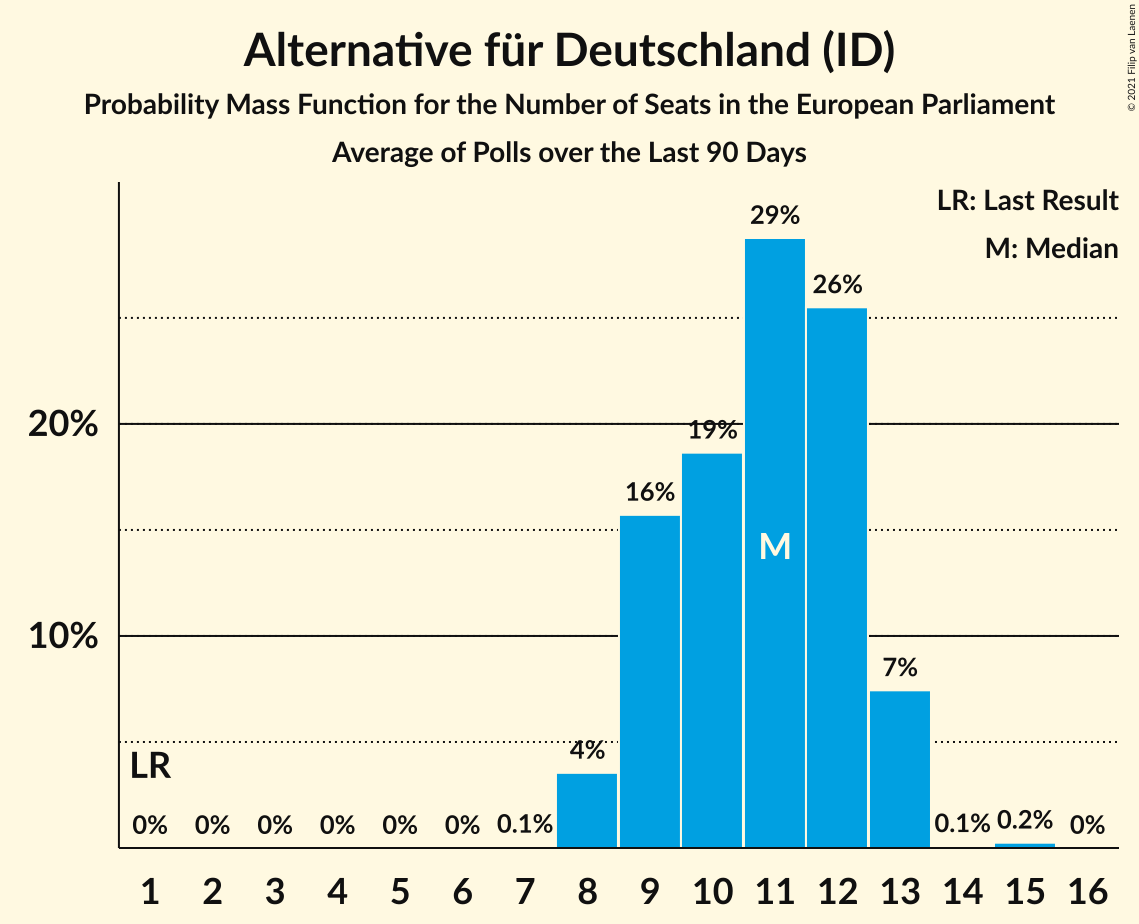 Alternative für Deutschland (ID)
Probability Mass Function for the Number of Seats in the European Parliament
Average of Polls over the Last 90 Days
© 2021 Filip van Laenen
LR: Last Result
M: Median
29%
26%
20%
19%
16%
M
10%
7%
4%
LR
0% 0% 0% 0% 0% 0% 0.1% 0.1% 0.2% 0%
1 2 3 4 5 6 7 8 9 10 11 12 13 14 15 16